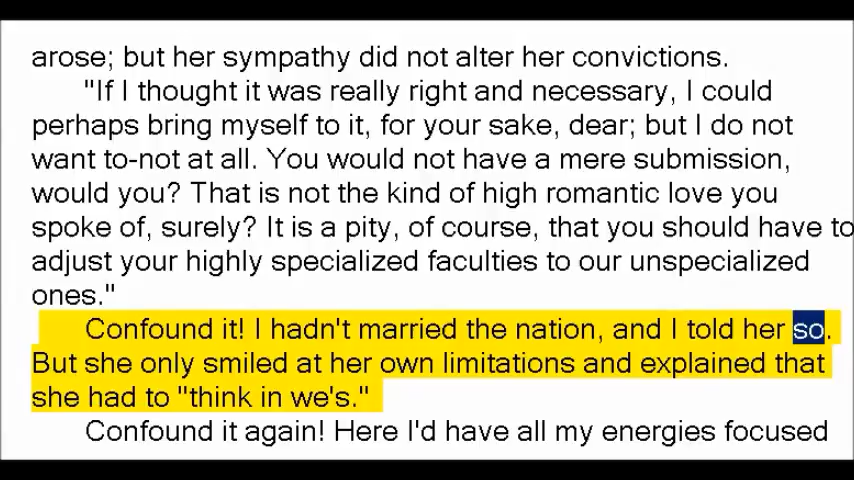 arose; but her sympathy did not alter her convictions.
"If I thought it was really right and necessary, I could
perhaps bring myself to it, for your sake, dear; but I do not
want to-not at all. You would not have a mere submission,
would you? That is not the kind of high romantic love you
spoke of, surely? It is a pity, of course, that you should have to
adjust your highly specialized faculties to our unspecialized
ones."
Confound it! I hadn't married the nation, and I told her so.
But she only smiled at her own limitations and explained that
she had to "think in we's."
Confound it again! Here I'd have all my energies focused